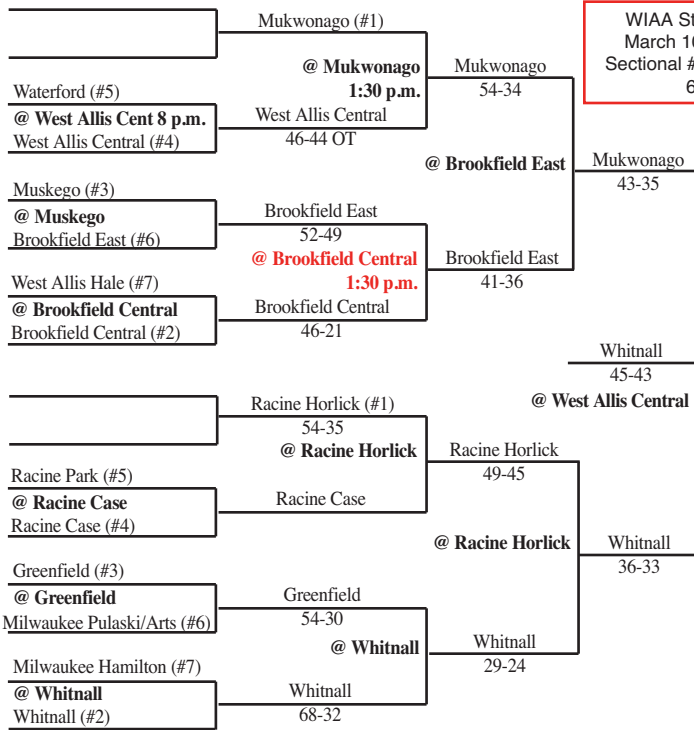 Mukwonago (#1)
WIAA St
March 10
Sectional #
6
@ Mukwonago
1:30 p.m.
Mukwonago
54-34
Waterford (#5)
@ West Allis Cent 8 p.m.
West Allis Central (#4)
West Allis Central
46-44 OT
@ Brookfield East
Mukwonago
43-35
Muskego (#3)
@ Muskego
Brookfield East (#6)
Brookfield East
52-49
@ Brookfield Central
1:30 p.m.
Brookfield East
41-36
West Allis Hale (#7)
@ Brookfield Central
Brookfield Central (#2)
Brookfield Central
46-21
Whitnall
45-43
@ West Allis Central
Racine Horlick (#1)
54-35
@ Racine Horlick
Racine Horlick
49-45
Racine Park (#5)
@ Racine Case
Racine Case (#4)
Racine Case
@ Racine Horlick
Whitnall
36-33
Greenfield (#3)
@ Greenfield
Milwaukee Pulaski/Arts (#6)
Greenfield
54-30
@ Whitnall
Whitnall
29-24
Milwaukee Hamilton (#7)
@ Whitnall
Whitnall (#2)
Whitnall
68-32